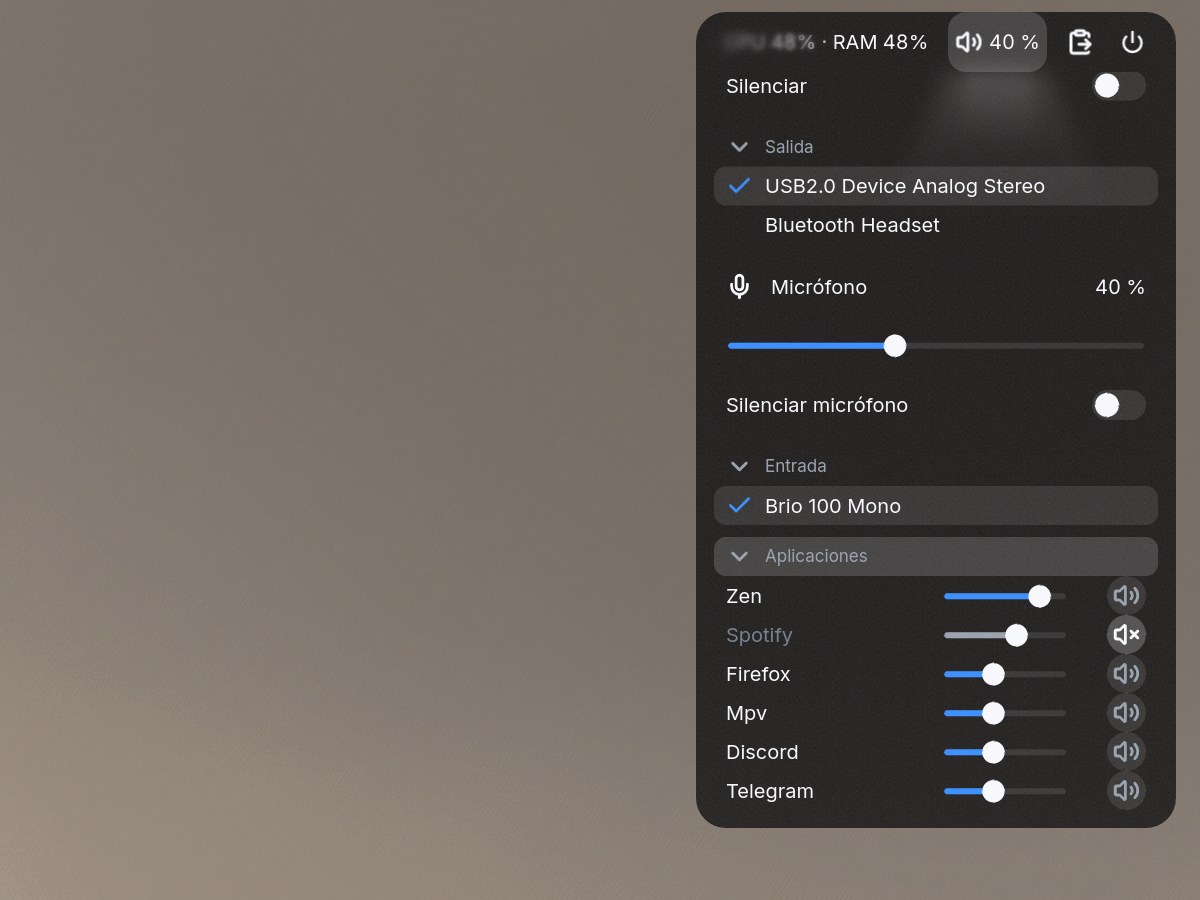 48% · RAM 48% 40 %
Silenciar
Salida
USB2.0 Device Analog Stereo
Bluetooth Headset
Micrófono 40 %
Silenciar micrófono
Entrada
Brio 100 Mono
Aplicaciones
Zen
Spotify
Firefox
Mpv
Discord
Telegram